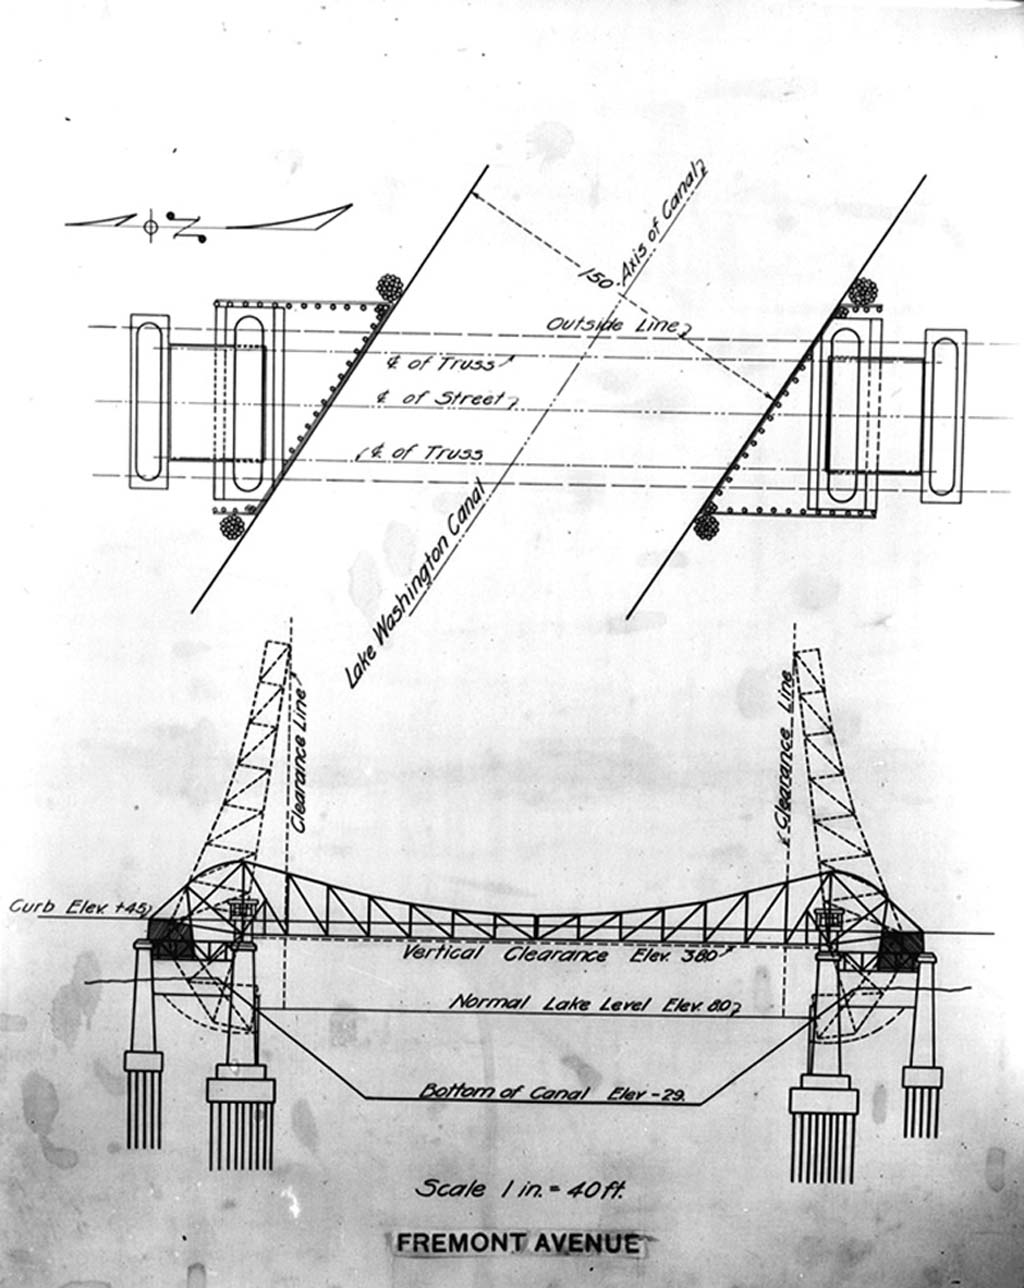 Axis of Canal
150
Outside Line
℄ of Truss
℄ of Street
℄ of Truss
Lake Washington Canal
Clearance Line
Clearance Line
Curb Elev. +45
Vertical Clearance Elev. 38.0
Normal Lake Level Elev. 8.0
Bottom of Canal Elev -29.
Scale 1 in. = 40 ft.
FREMONT AVENUE